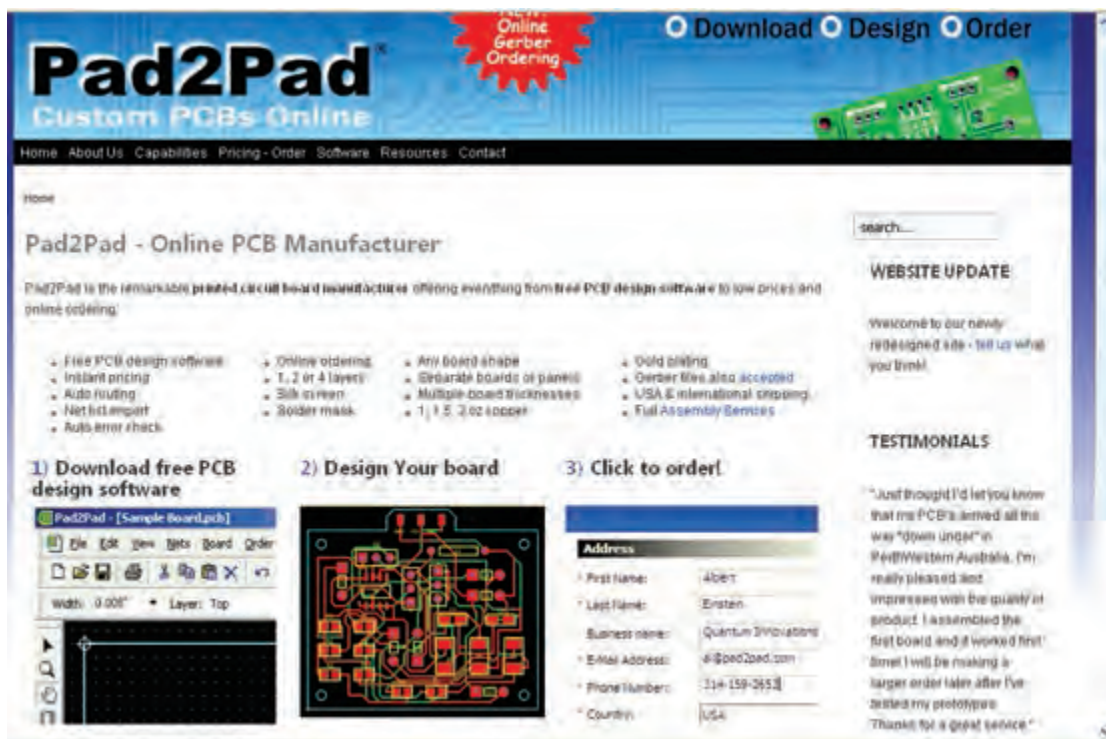 NEW!
Online
Gerber
Ordering
Download Design Order
Pad2Pad®
Custom PCBs Online
Home About Us Capabilities Pricing - Order Software Resources Contact
Home
Pad2Pad - Online PCB Manufacturer
Pad2Pad is the remarkable printed circuit board manufacturer offering everything from free PCB design software to low prices and
online ordering.
Free PCB design software
Instant pricing
Auto routing
Net list import
Auto error check
Online ordering
1, 2 or 4 layers
Silk screen
Solder mask
Any board shape
Separate boards or panels
Multiple board thicknesses
1, 1.5, 2 oz copper
Gold plating
Gerber files also accepted
USA & international shipping
Full Assembly Services
1) Download free PCB
design software
Pad2Pad - [Sample Board.pcb]
File Edit View Nets Board Order
Width: 0.008" Layer: Top
2) Design Your board
3) Click to order!
Address
* First Name: Albert
* Last Name: Einstein
Business name: Quantum Innovations
* E-Mail Address: al@pad2pad.com
* Phone Number: 314-159-2653
* Country: USA
search...
WEBSITE UPDATE
Welcome to our newly
redesigned site - tell us what
you think!
TESTIMONIALS
"Just thought I'd let you know
that my PCB's arrived all the
way "down under" in
Perth Western Australia. I'm
really pleased and
impressed with the quality of
product. I assembled the
first board and it worked first
time! I will be making a
larger order later after I've
tested my prototypes.
Thanks for a great service."